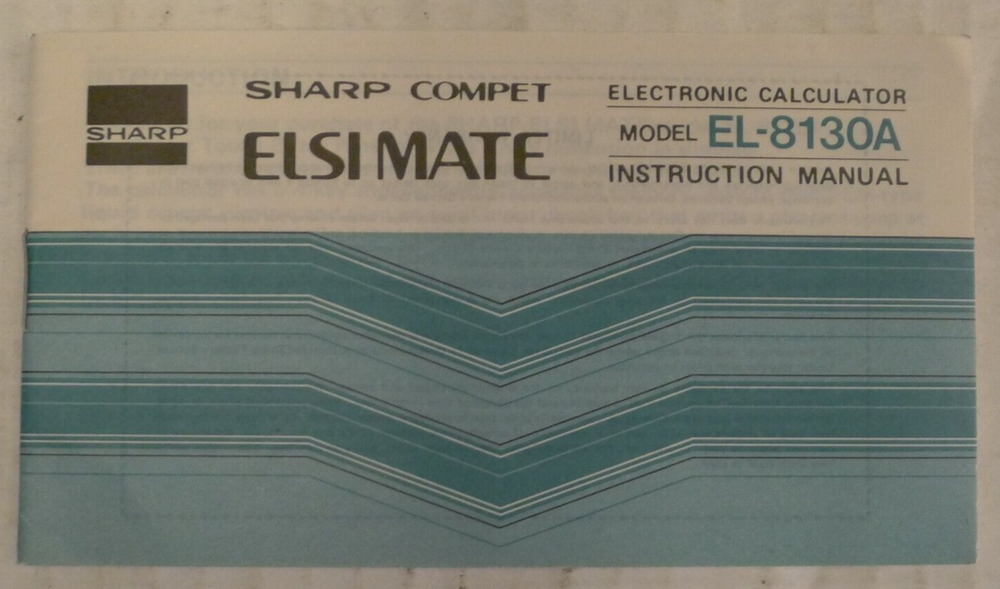 SHARP
SHARP COMPET
ELSI MATE
ELECTRONIC CALCULATOR
MODEL EL-8130A
INSTRUCTION MANUAL